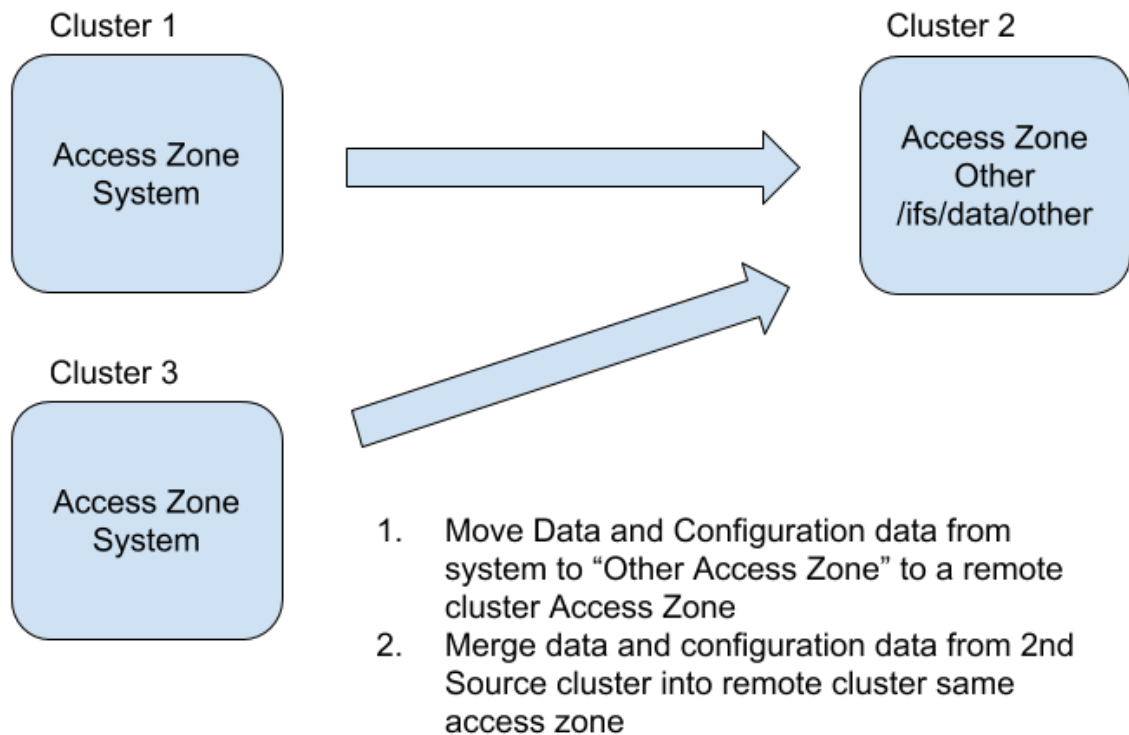 Cluster 1
Cluster 2
Access Zone
System
Access Zone
Other
/ifs/data/other
Cluster 3
Access Zone
System
1. Move Data and Configuration data from
system to “Other Access Zone” to a remote
cluster Access Zone
2. Merge data and configuration data from 2nd
Source cluster into remote cluster same
access zone